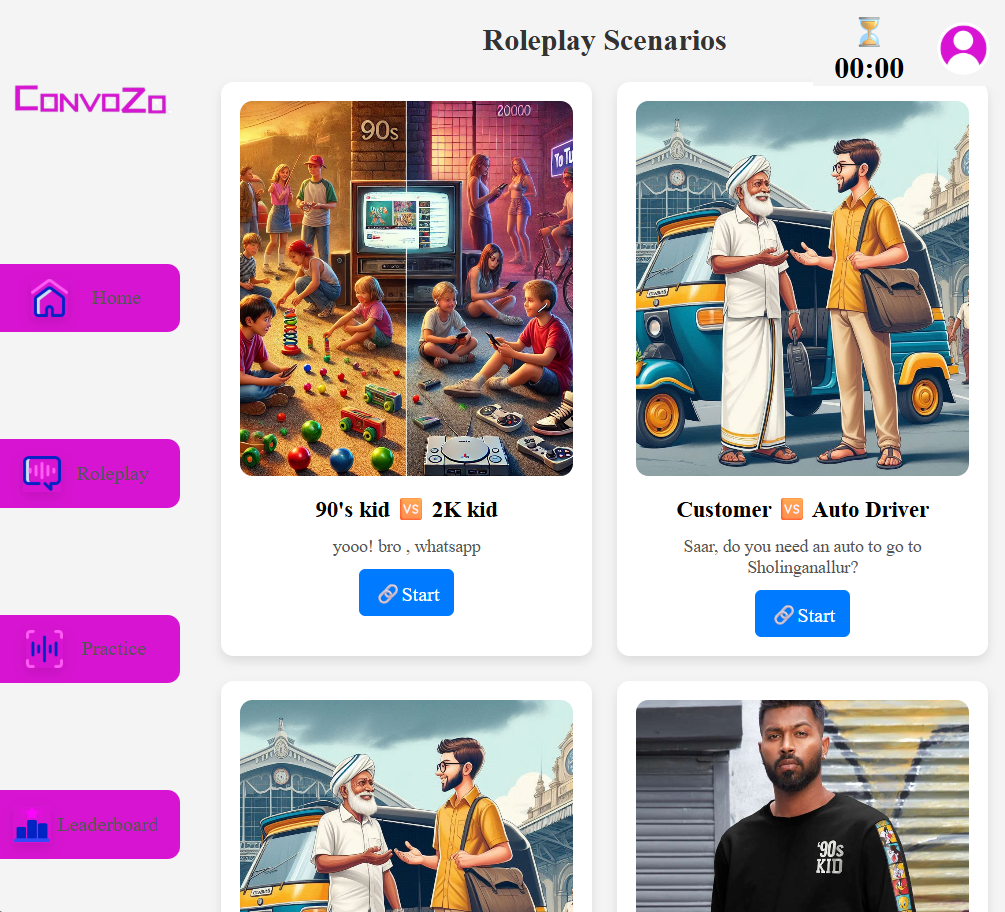 Roleplay Scenarios
00:00
ConvoZo
Home
Roleplay
Practice
Leaderboard
90s
20000
90's kid 🆚 2K kid
yooo! bro , whatsapp
🔗 Start
Customer 🆚 Auto Driver
Saar, do you need an auto to go to
Sholinganallur?
🔗 Start
'90s
KID